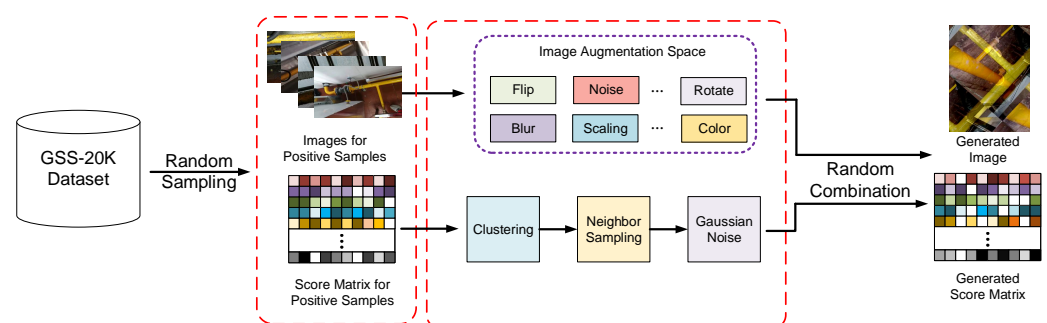 GSS-20K
Dataset
Random
Sampling
Images for
Positive Samples
Score Matrix for
Positive Samples
Image Augmentation Space
Flip
Noise
...
Rotate
Blur
Scaling
...
Color
Clustering
Neighbor
Sampling
Gaussian
Noise
Random
Combination
Generated
Image
Generated
Score Matrix